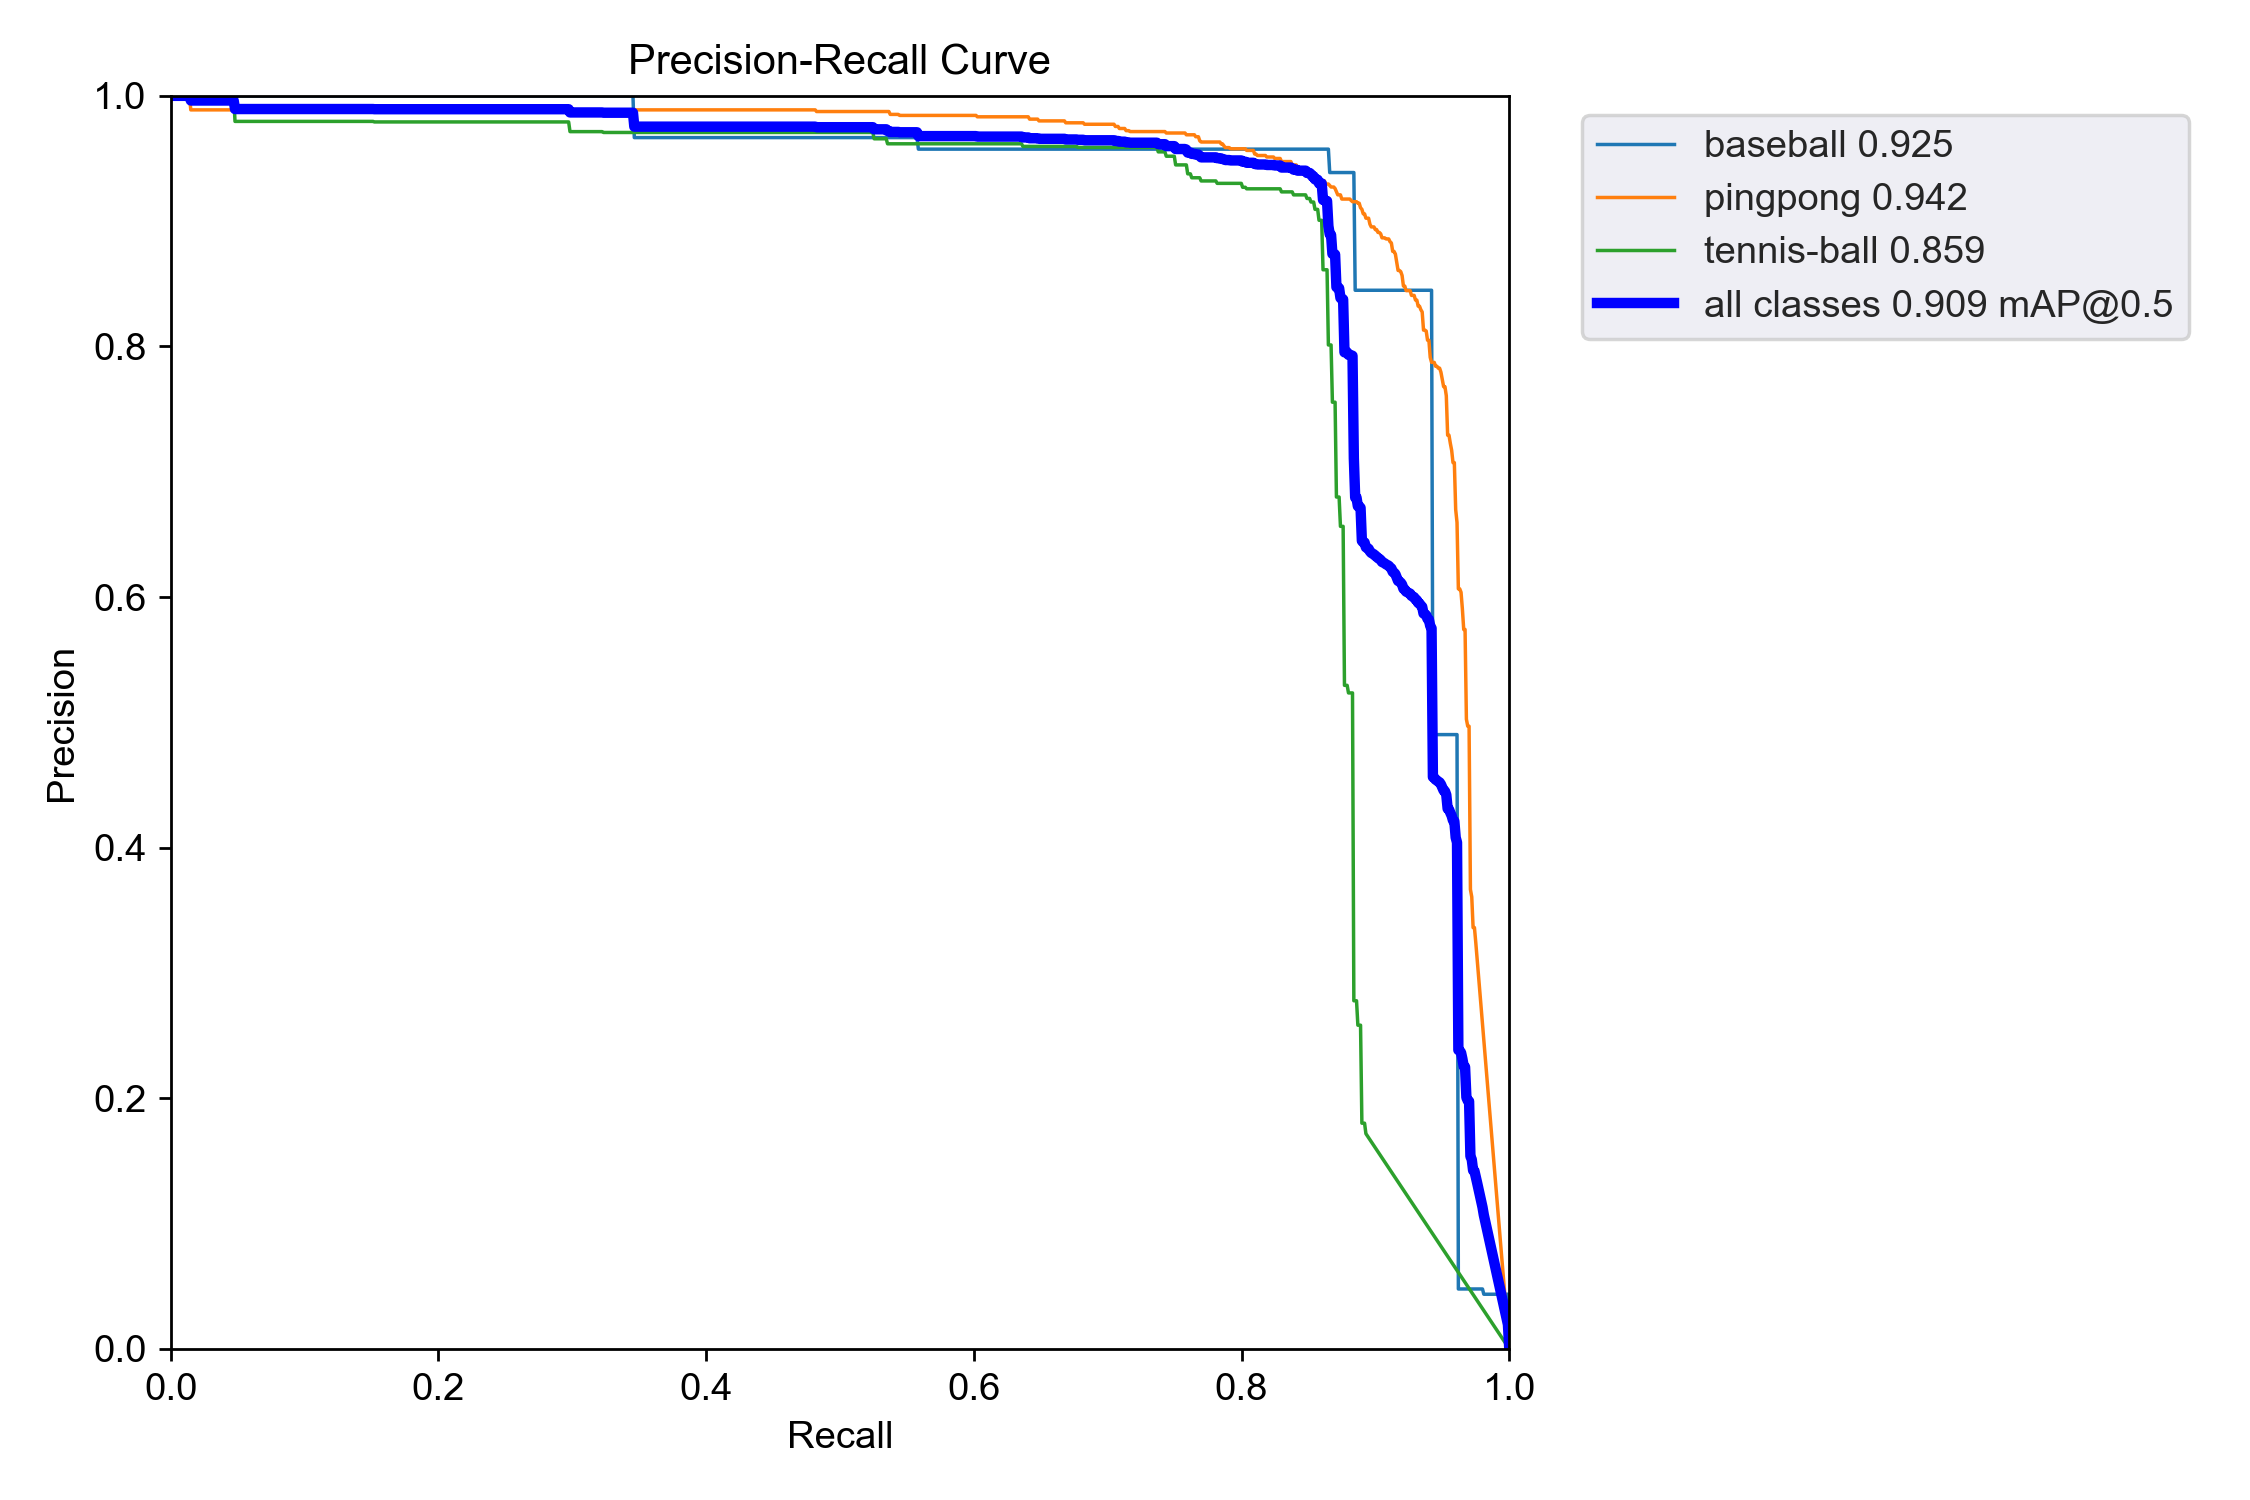 Precision-Recall Curve
1.0
0.8
0.6
0.4
0.2
0.0
Precision
0.0 0.2 0.4 0.6 0.8 1.0
Recall
baseball 0.925
pingpong 0.942
tennis-ball 0.859
all classes 0.909 mAP@0.5